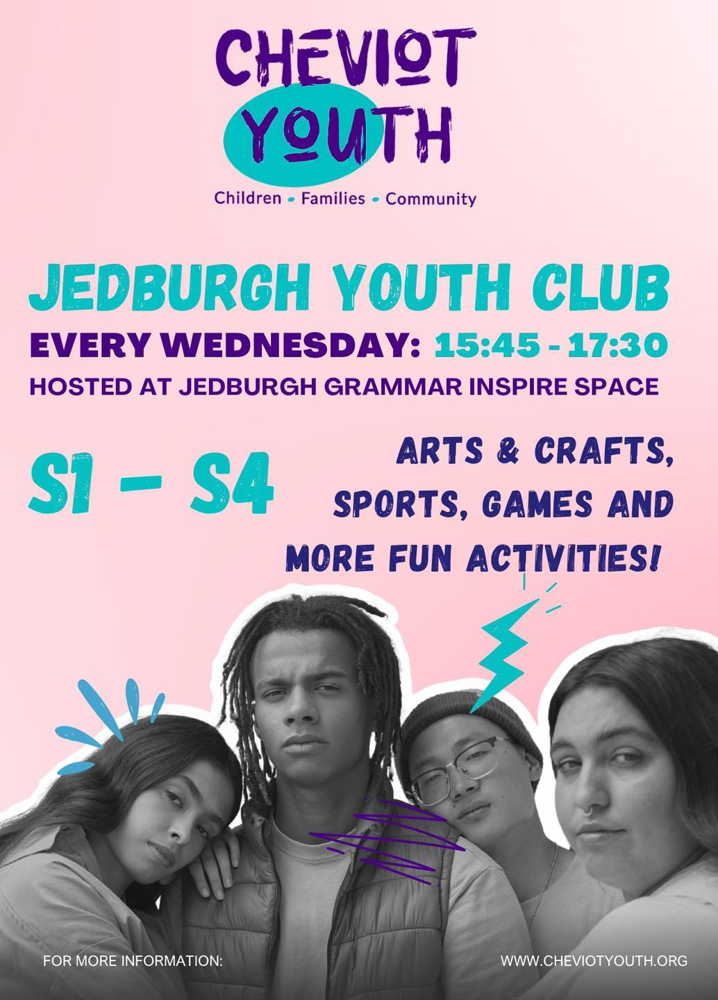 CHEVIOT
YOUTH
Children • Families • Community
JEDBURGH YOUTH CLUB
EVERY WEDNESDAY: 15:45 - 17:30
HOSTED AT JEDBURGH GRAMMAR INSPIRE SPACE
S1 - S4
ARTS & CRAFTS,
SPORTS, GAMES AND
MORE FUN ACTIVITIES!
FOR MORE INFORMATION:
WWW.CHEVIOTYOUTH.ORG